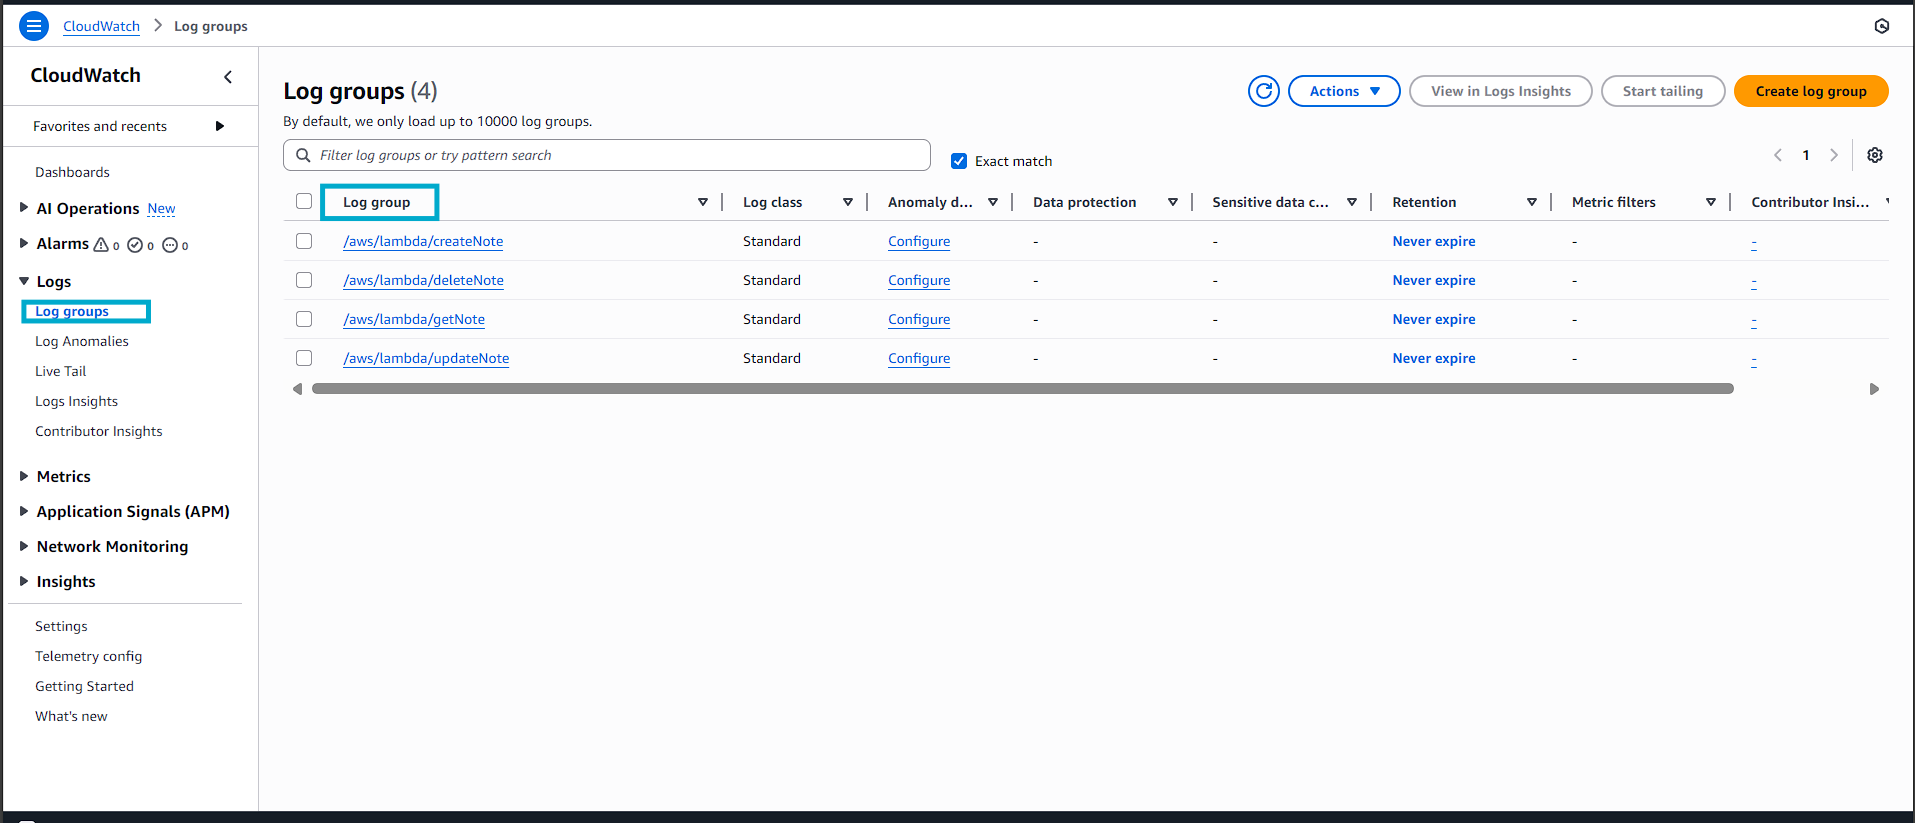 CloudWatch > Log groups
CloudWatch
Favorites and recents
Dashboards
AI Operations New
Alarms 0 0 0
Logs
Log groups
Log Anomalies
Live Tail
Logs Insights
Contributor Insights
Metrics
Application Signals (APM)
Network Monitoring
Insights
Settings
Telemetry config
Getting Started
What's new
Log groups (4)
Actions View in Logs Insights Start tailing Create log group
By default, we only load up to 10000 log groups.
Filter log groups or try pattern search Exact match 1
Log group Log class Anomaly d... Data protection Sensitive data c... Retention Metric filters Contributor Insi...
/aws/lambda/createNote Standard Configure - - Never expire - -
/aws/lambda/deleteNote Standard Configure - - Never expire - -
/aws/lambda/getNote Standard Configure - - Never expire - -
/aws/lambda/updateNote Standard Configure - - Never expire - -